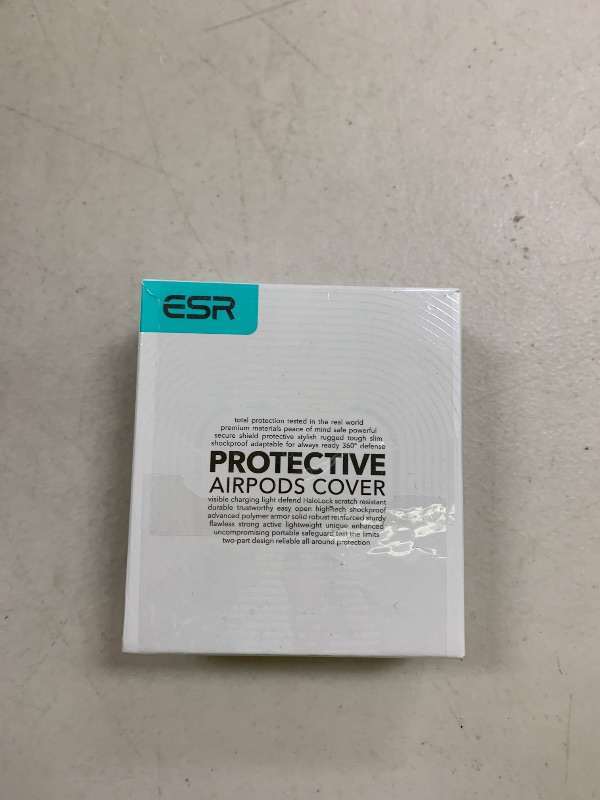 ESR
total protection tested in the real world
premium materials peace of mind safe powerful
secure shield protective stylish rugged tough slim
shockproof adaptable for always ready 360° defense
PROTECTIVE
AIRPODS COVER
visible charging light defend HaloLock scratch resistant
durable trustworthy easy open high-tech shockproof
advanced polymer armor solid robust reinforced sturdy
flawless strong active lightweight unique enhanced
uncompromising portable safeguard test the limits
two-part design reliable all-around protection